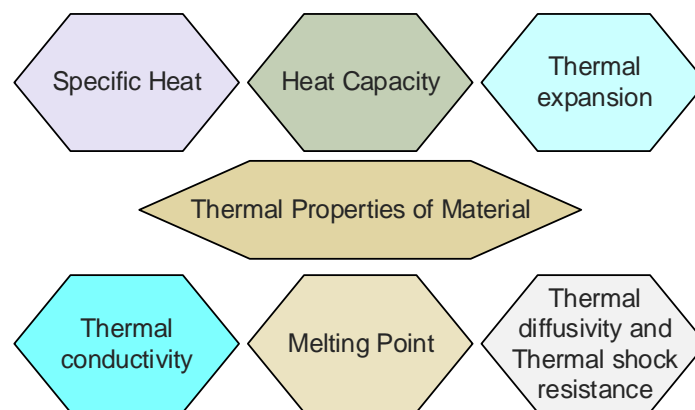 Specific Heat
Heat Capacity
Thermal
expansion
Thermal Properties of Material
Thermal
conductivity
Melting Point
Thermal
diffusivity and
Thermal shock
resistance